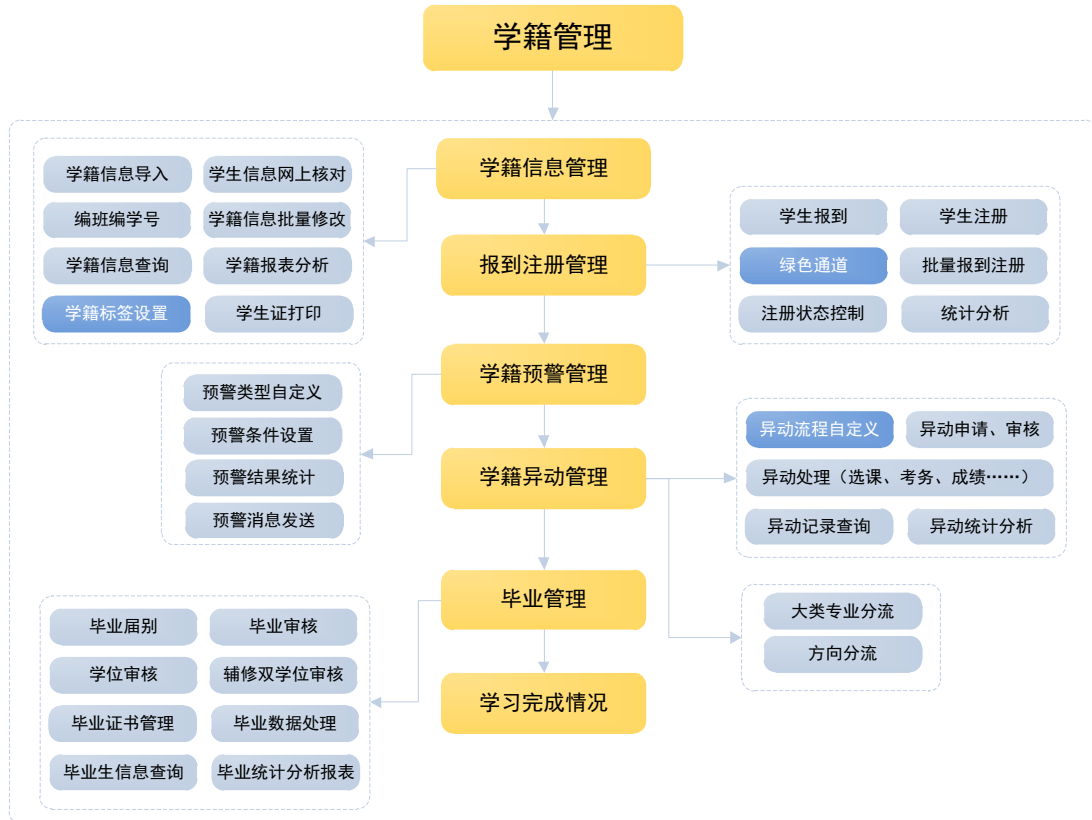 学籍管理
学籍信息管理
学籍信息导入
学生信息网上核对
编班编学号
学籍信息批量修改
学籍信息查询
学籍报表分析
学籍标签设置
学生证打印
报到注册管理
学生报到
学生注册
绿色通道
批量报到注册
注册状态控制
统计分析
学籍预警管理
预警类型自定义
预警条件设置
预警结果统计
预警消息发送
学籍异动管理
异动流程自定义
异动申请、审核
异动处理（选课、考务、成绩……）
异动记录查询
异动统计分析
大类专业分流
方向分流
毕业管理
毕业届别
毕业审核
学位审核
辅修双学位审核
毕业证书管理
毕业数据处理
毕业生信息查询
毕业统计分析报表
学习完成情况